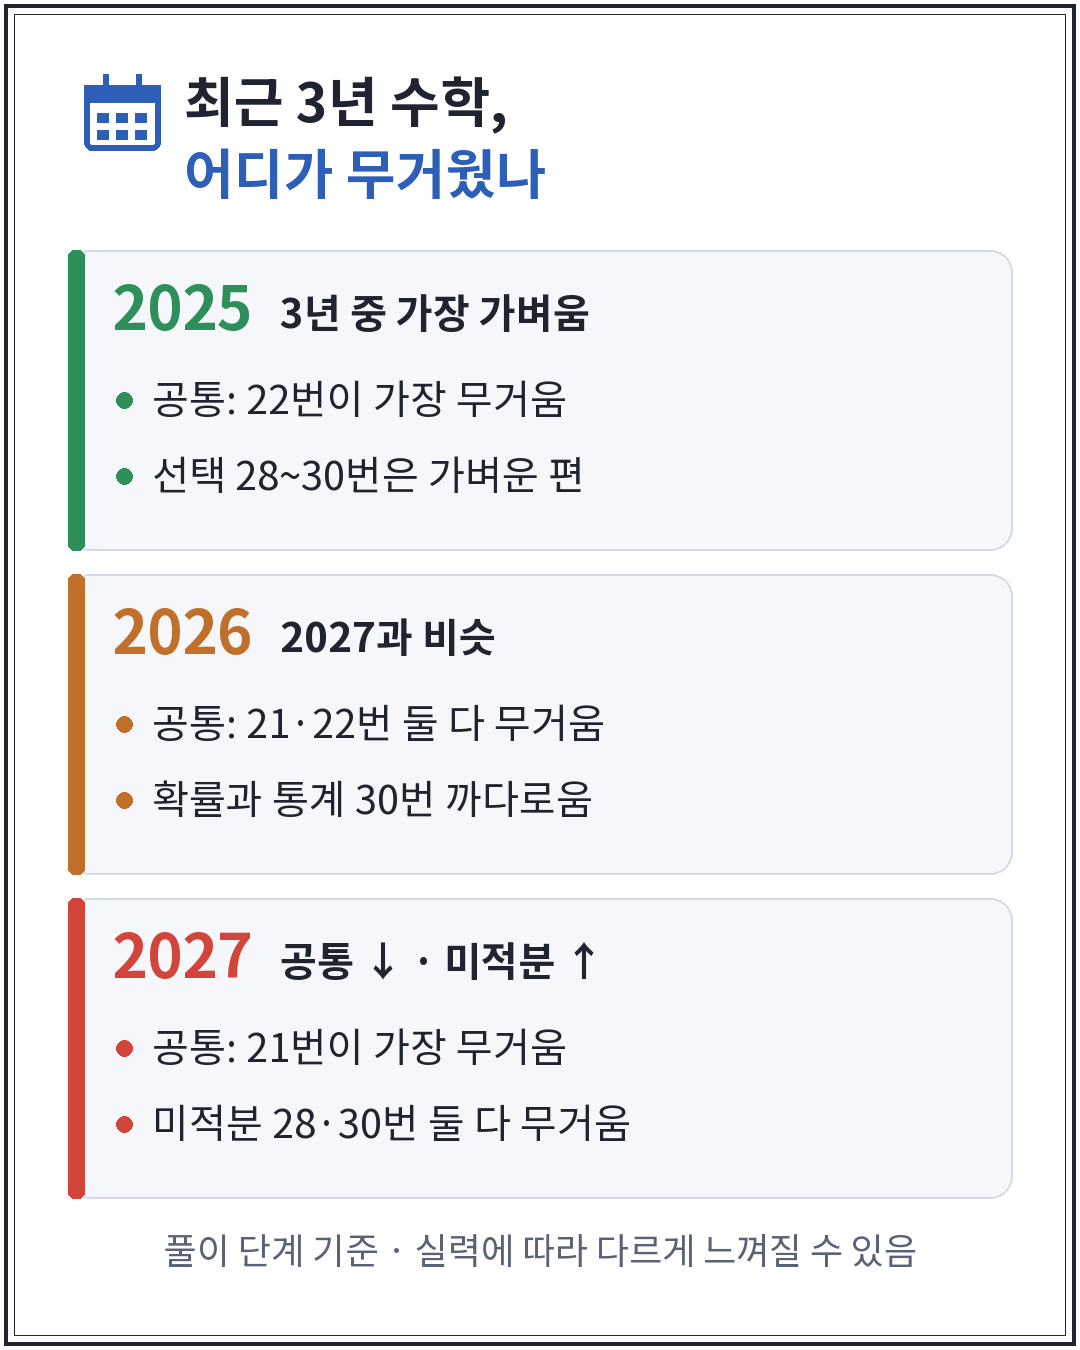 최근 3년 수학,
어디가 무거웠나
2025 3년 중 가장 가벼움
공통: 22번이 가장 무거움
선택 28~30번은 가벼운 편
2026 2027과 비슷
공통: 21·22번 둘 다 무거움
확률과 통계 30번 까다로움
2027 공통 ↓ · 미적분 ↑
공통: 21번이 가장 무거움
미적분 28·30번 둘 다 무거움
풀이 단계 기준 · 실력에 따라 다르게 느껴질 수 있음